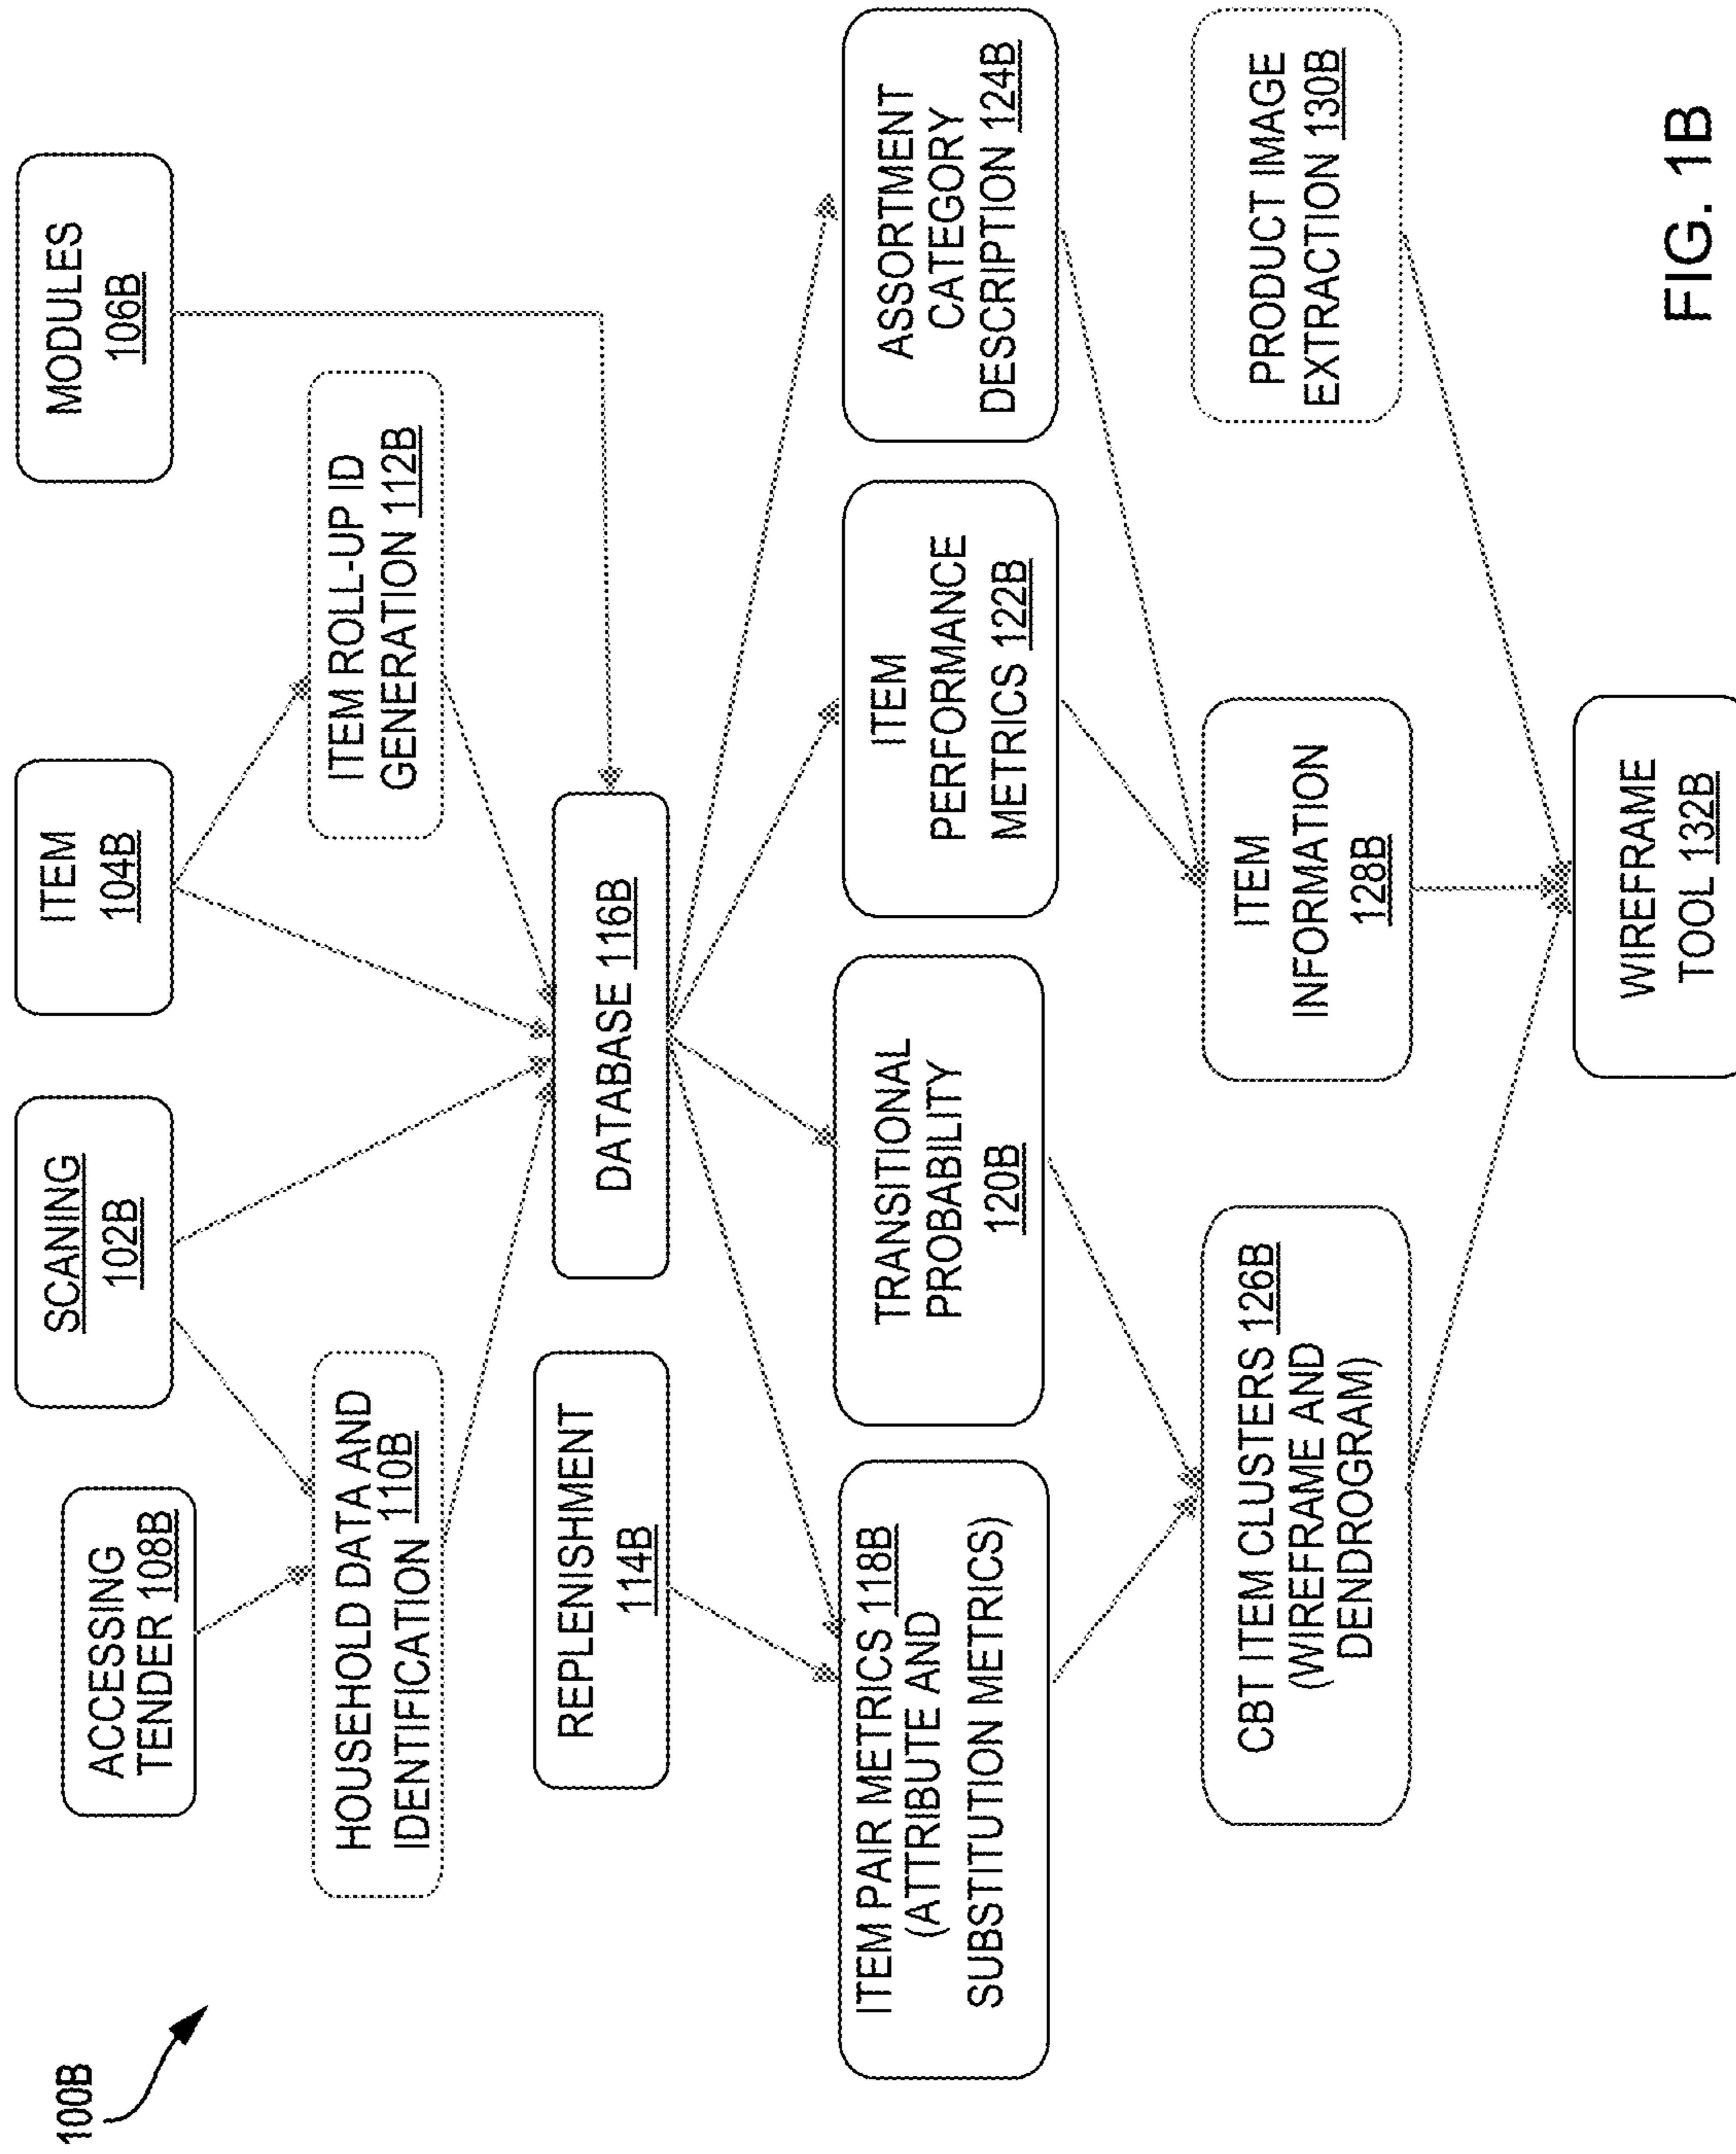 100B
ACCESSING
TENDER 108B
SCANING
102B
ITEM
104B
MODULES
106B
HOUSEHOLD DATA AND
IDENTIFICATION 110B
ITEM ROLL-UP ID
GENERATION 112B
REPLENISHMENT
114B
DATABASE 116B
ITEM PAIR METRICS 118B
(ATTRIBUTE AND
SUBSTITUTION METRICS)
TRANSITIONAL
PROBABILITY
120B
ITEM
PERFORMANCE
METRICS 122B
ASSORTMENT
CATEGORY
DESCRIPTION 124B
CBT ITEM CLUSTERS 126B
(WIREFRAME AND
DENDROGRAM)
ITEM
INFORMATION
128B
PRODUCT IMAGE
EXTRACTION 130B
WIREFRAME
TOOL 132B
FIG. 1B